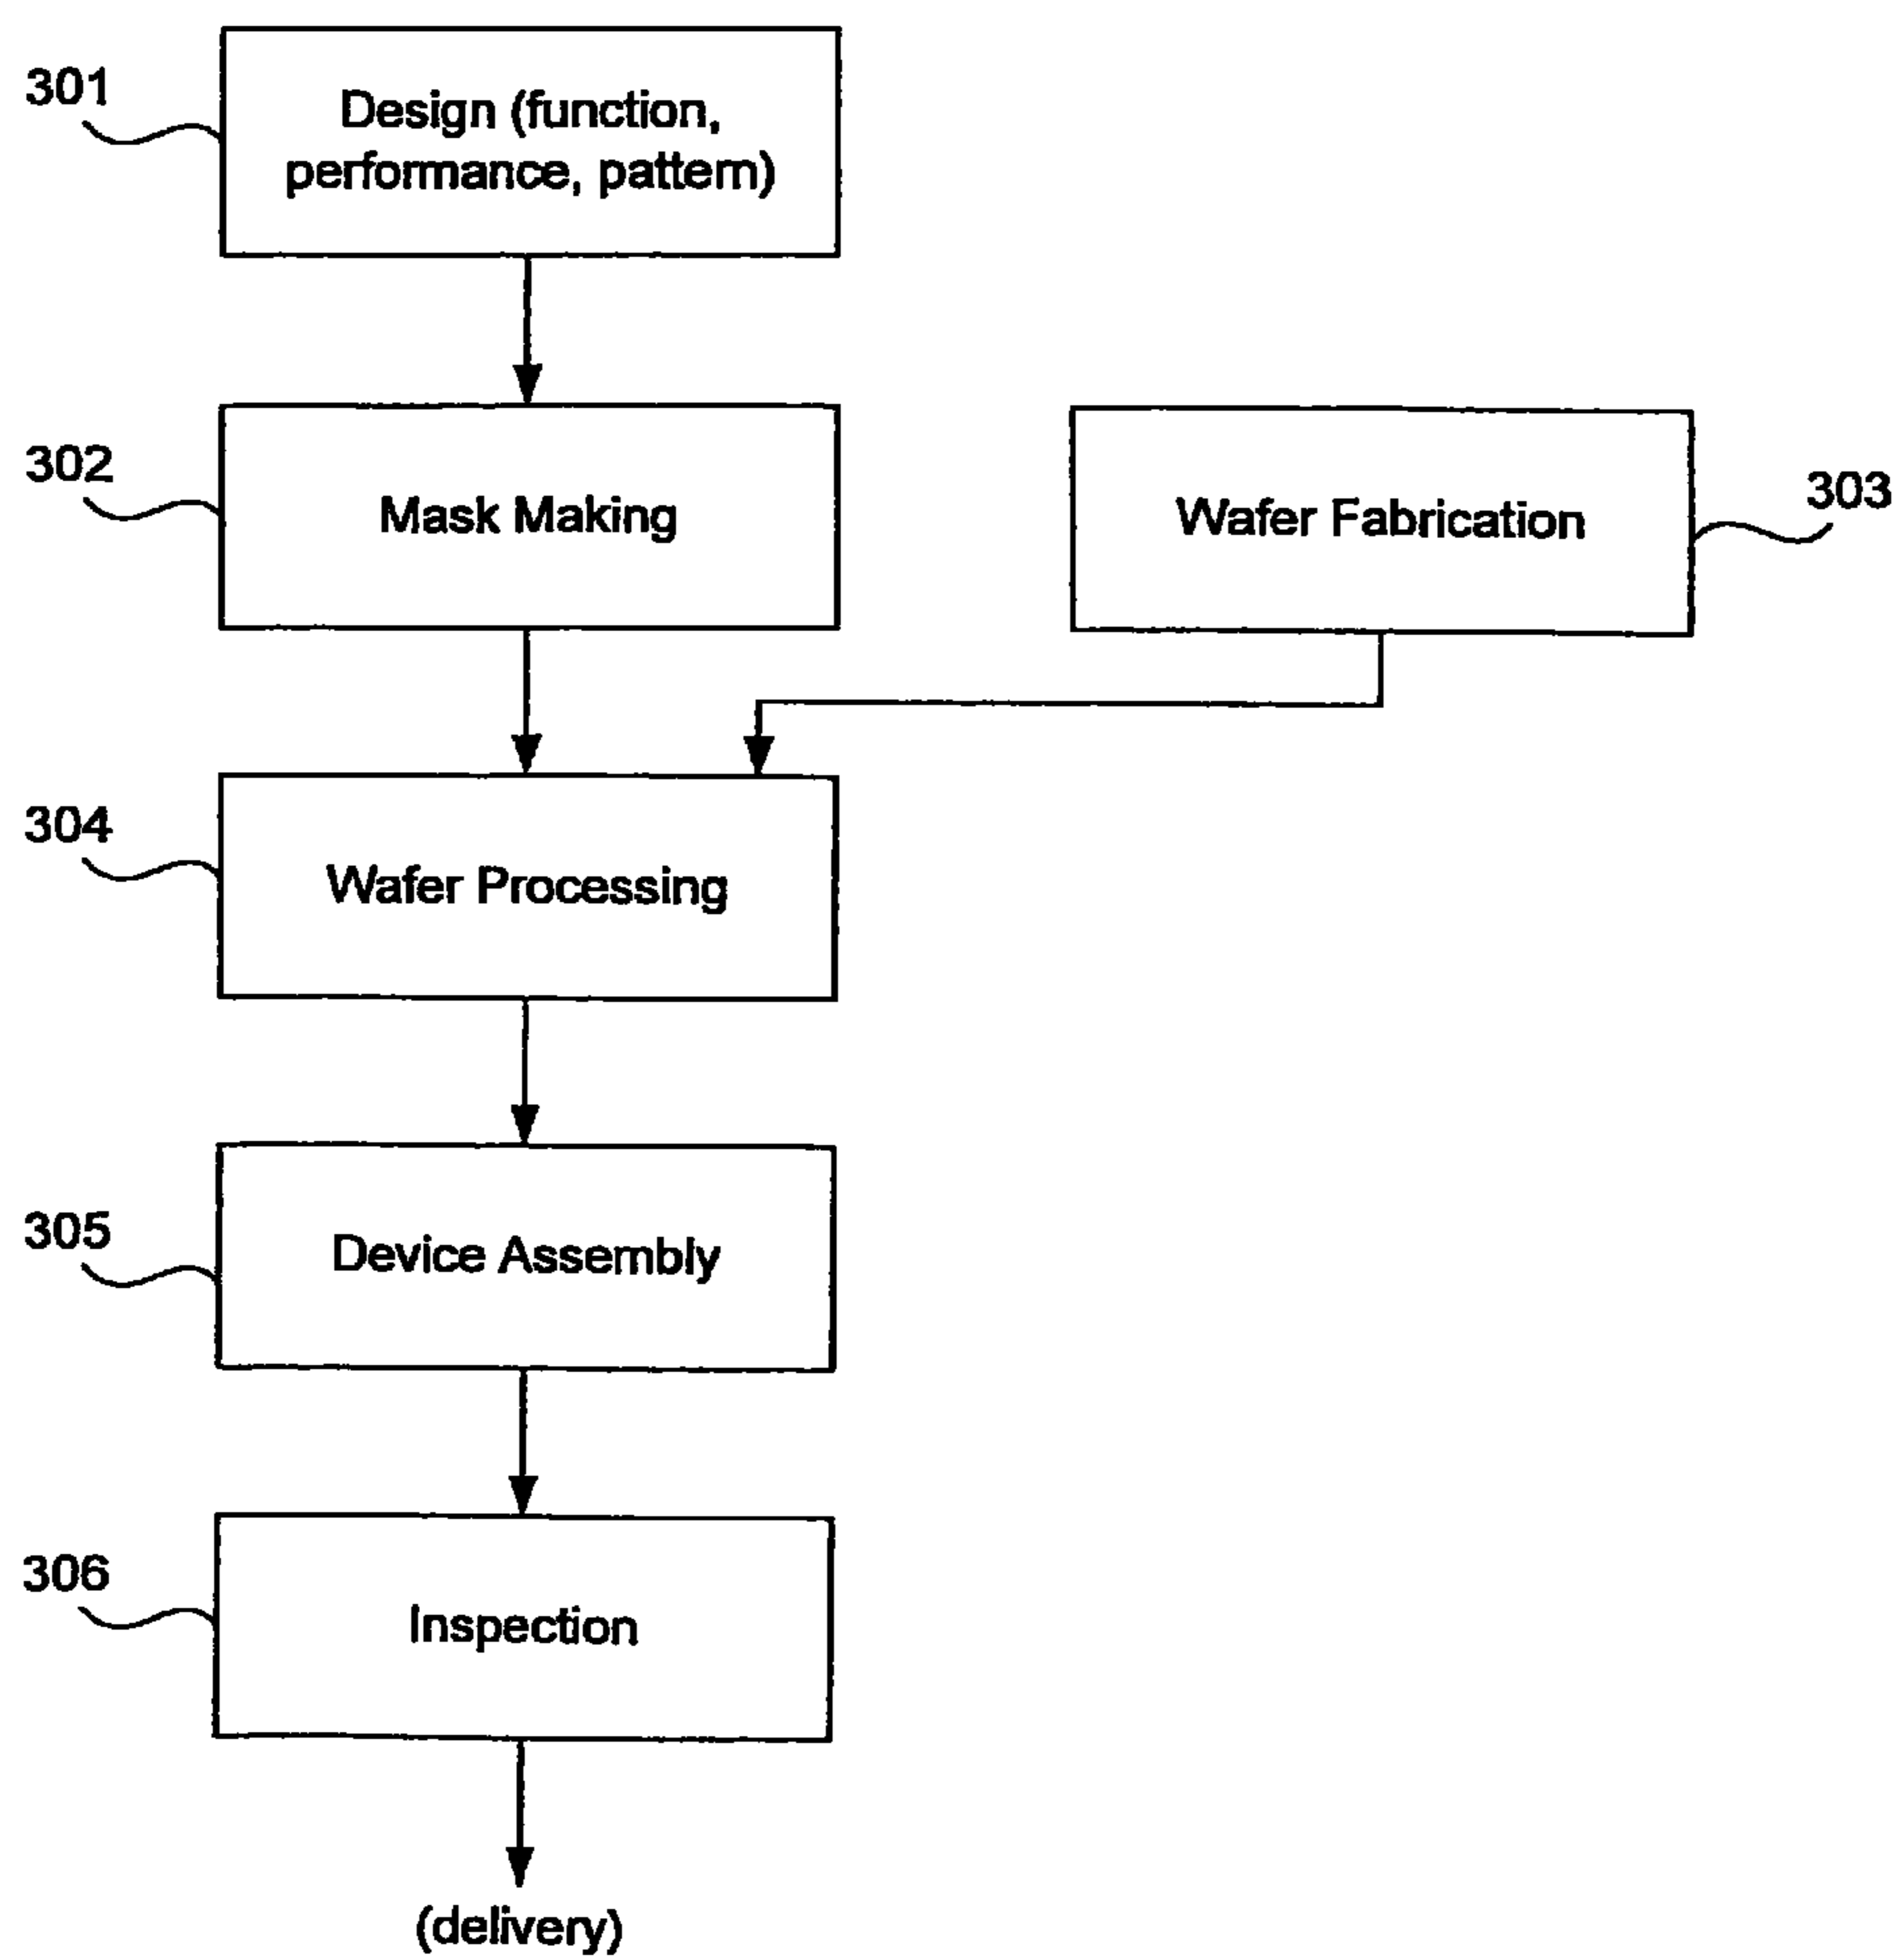 301
Design (function,
performance, pattern)
302
Mask Making
Wafer Fabrication
303
304
Wafer Processing
305
Device Assembly
306
Inspection
(delivery)